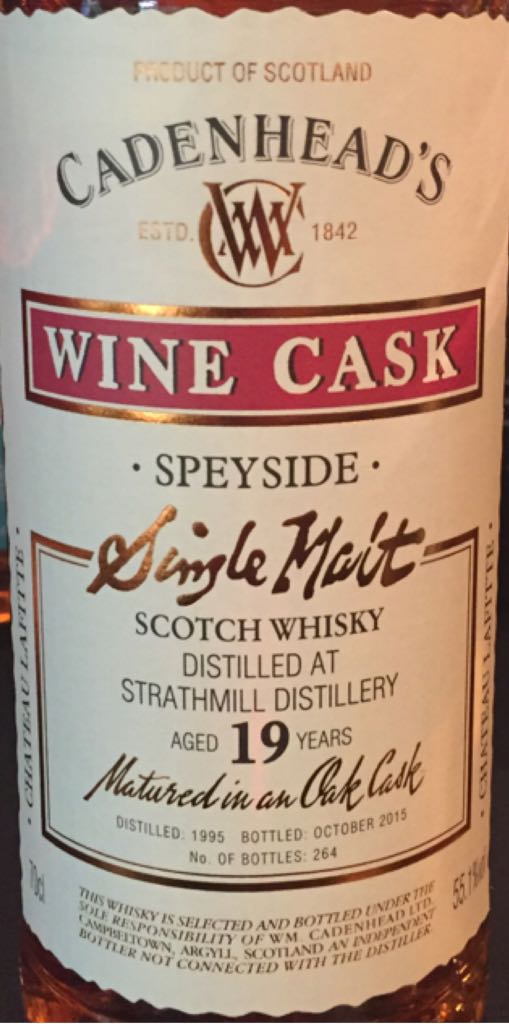 PRODUCT OF SCOTLAND
CADENHEAD'S
ESTD. WMC 1842
WINE CASK
· SPEYSIDE ·
Single Malt
SCOTCH WHISKY
DISTILLED AT
STRATHMILL DISTILLERY
AGED 19 YEARS
Matured in an Oak Cask
DISTILLED: 1995 BOTTLED: OCTOBER 2015
No. OF BOTTLES: 264
· CHATEAU LAFITTE ·
· CHATEAU LAFITTE ·
70cl
55.1%
THIS WHISKY IS SELECTED AND BOTTLED UNDER THE
SOLE RESPONSIBILITY OF WM CADENHEAD LTD,
CAMPBELTOWN, ARGYLL, SCOTLAND AN INDEPENDENT
BOTTLER NOT CONNECTED WITH THE DISTILLER.